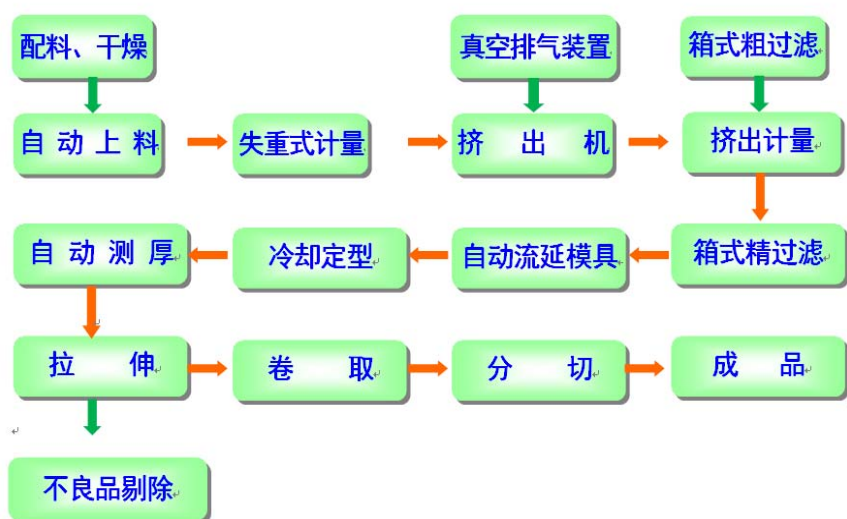 配料、干燥
真空排气装置
箱式粗过滤
自动上料
失重式计量
挤出机
挤出计量
自动测厚
冷却定型
自动流延模具
箱式精过滤
拉伸
卷取
分切
成品
不良品剔除